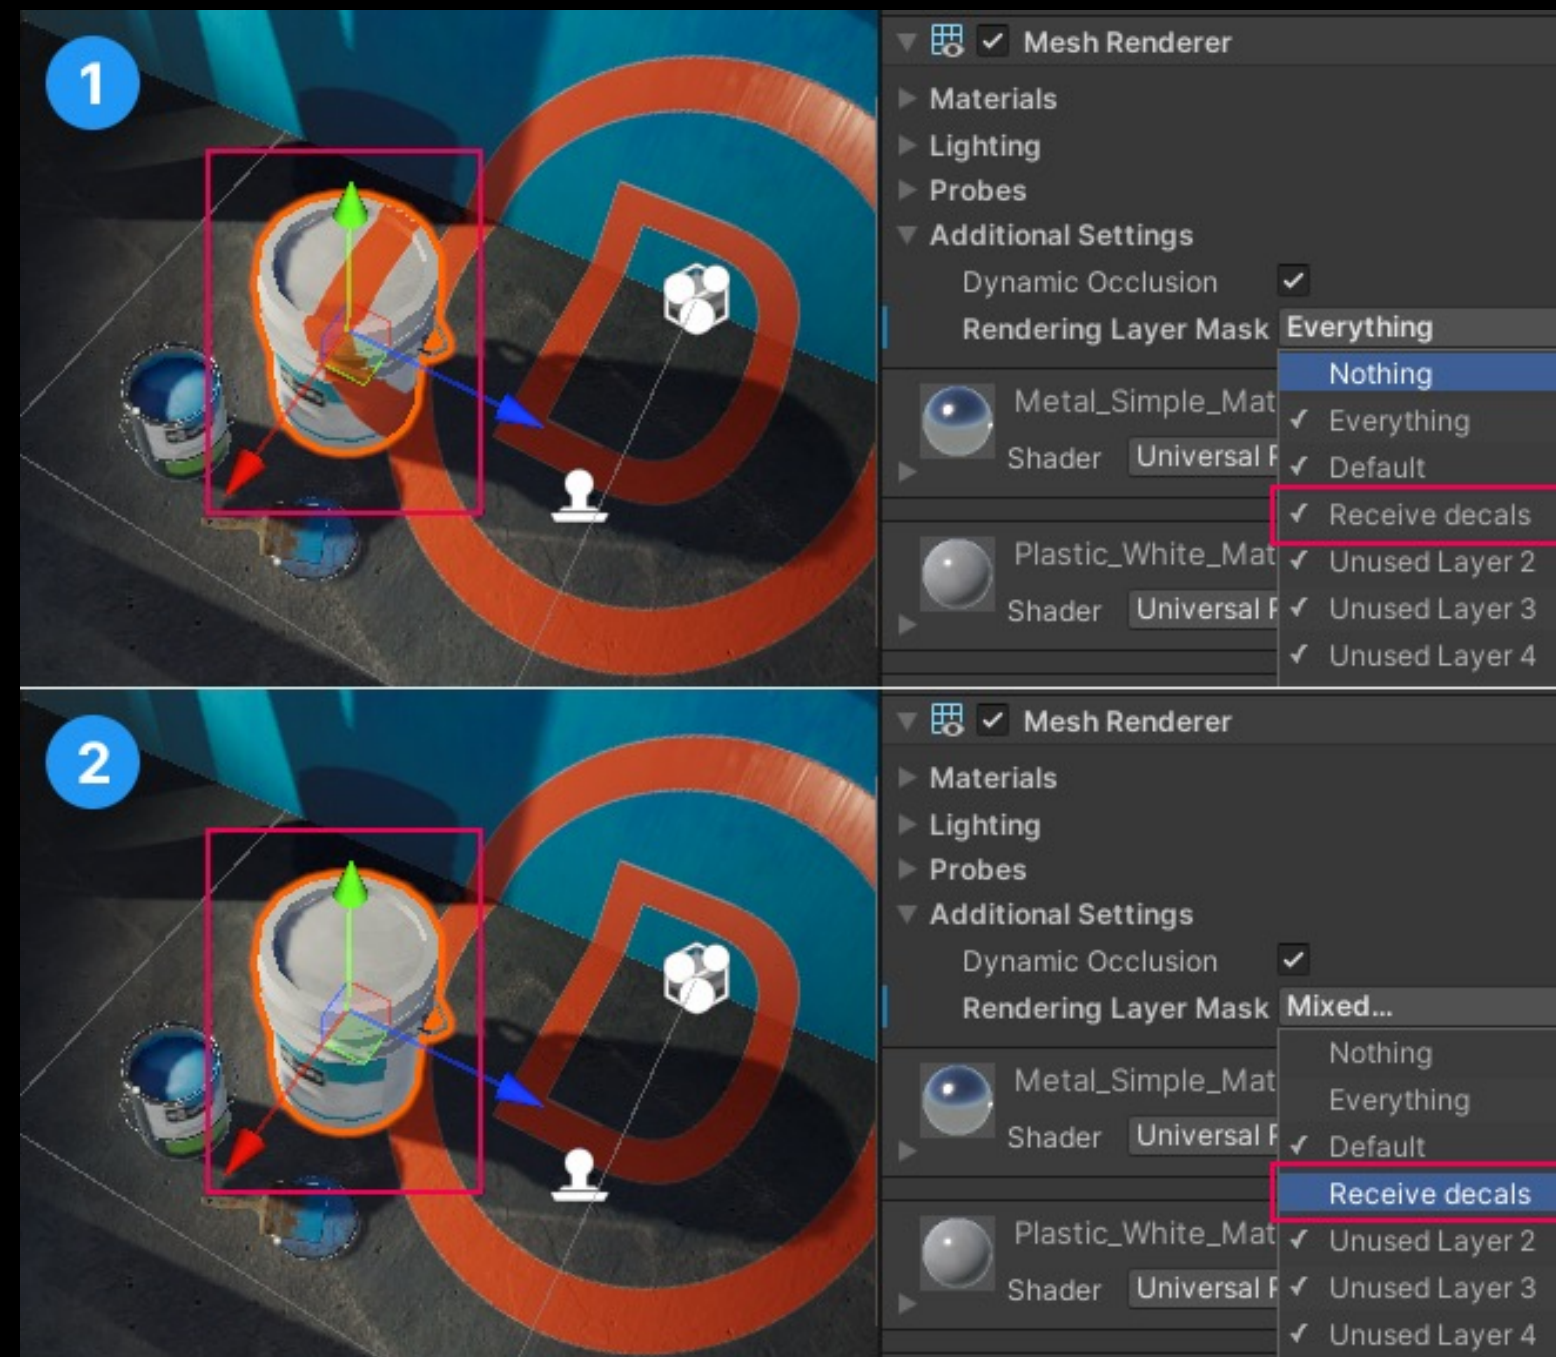 1
Mesh Renderer
Materials
Lighting
Probes
Additional Settings
Dynamic Occlusion
Rendering Layer Mask Everything
Nothing
Metal_Simple_Mat
Everything
Shader Universal
Default
Receive decals
Plastic_White_Mat
Unused Layer 2
Shader Universal
Unused Layer 3
Unused Layer 4
D
2
Mesh Renderer
Materials
Lighting
Probes
Additional Settings
Dynamic Occlusion
Rendering Layer Mask Mixed...
Nothing
Metal_Simple_Mat
Everything
Shader Universal
Default
Receive decals
Plastic_White_Mat
Unused Layer 2
Shader Universal
Unused Layer 3
Unused Layer 4
D